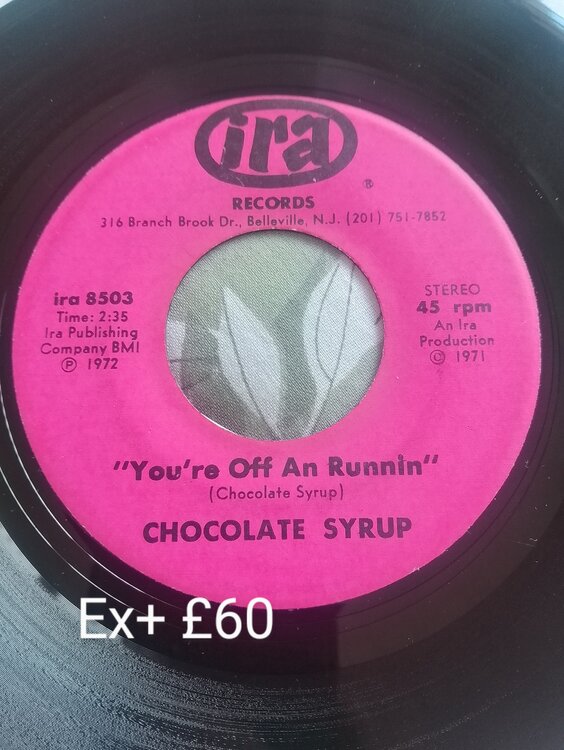 ira
®
RECORDS
316 Branch Brook Dr., Belleville, N.J. (201) 751-7852
ira 8503
Time: 2:35
Ira Publishing
Company BMI
℗ 1972
STEREO
45 rpm
An Ira
Production
© 1971
"You're Off An Runnin"
(Chocolate Syrup)
CHOCOLATE SYRUP
Ex+ £60